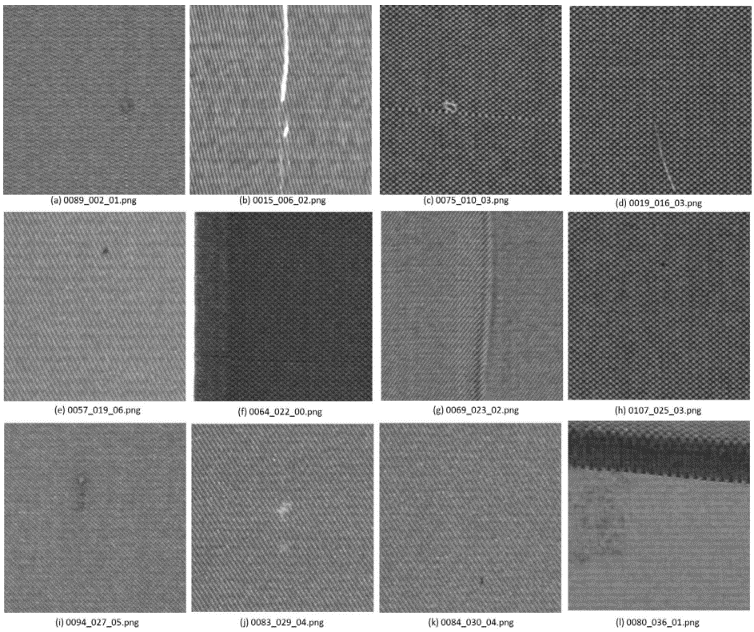 (a) 0089_002_01.png
(b) 0015_006_02.png
(c) 0075_010_03.png
(d) 0019_016_03.png
(e) 0057_019_06.png
(f) 0064_022_00.png
(g) 0069_023_02.png
(h) 0107_025_03.png
(i) 0094_027_05.png
(j) 0083_029_04.png
(k) 0084_030_04.png
(l) 0080_036_01.png